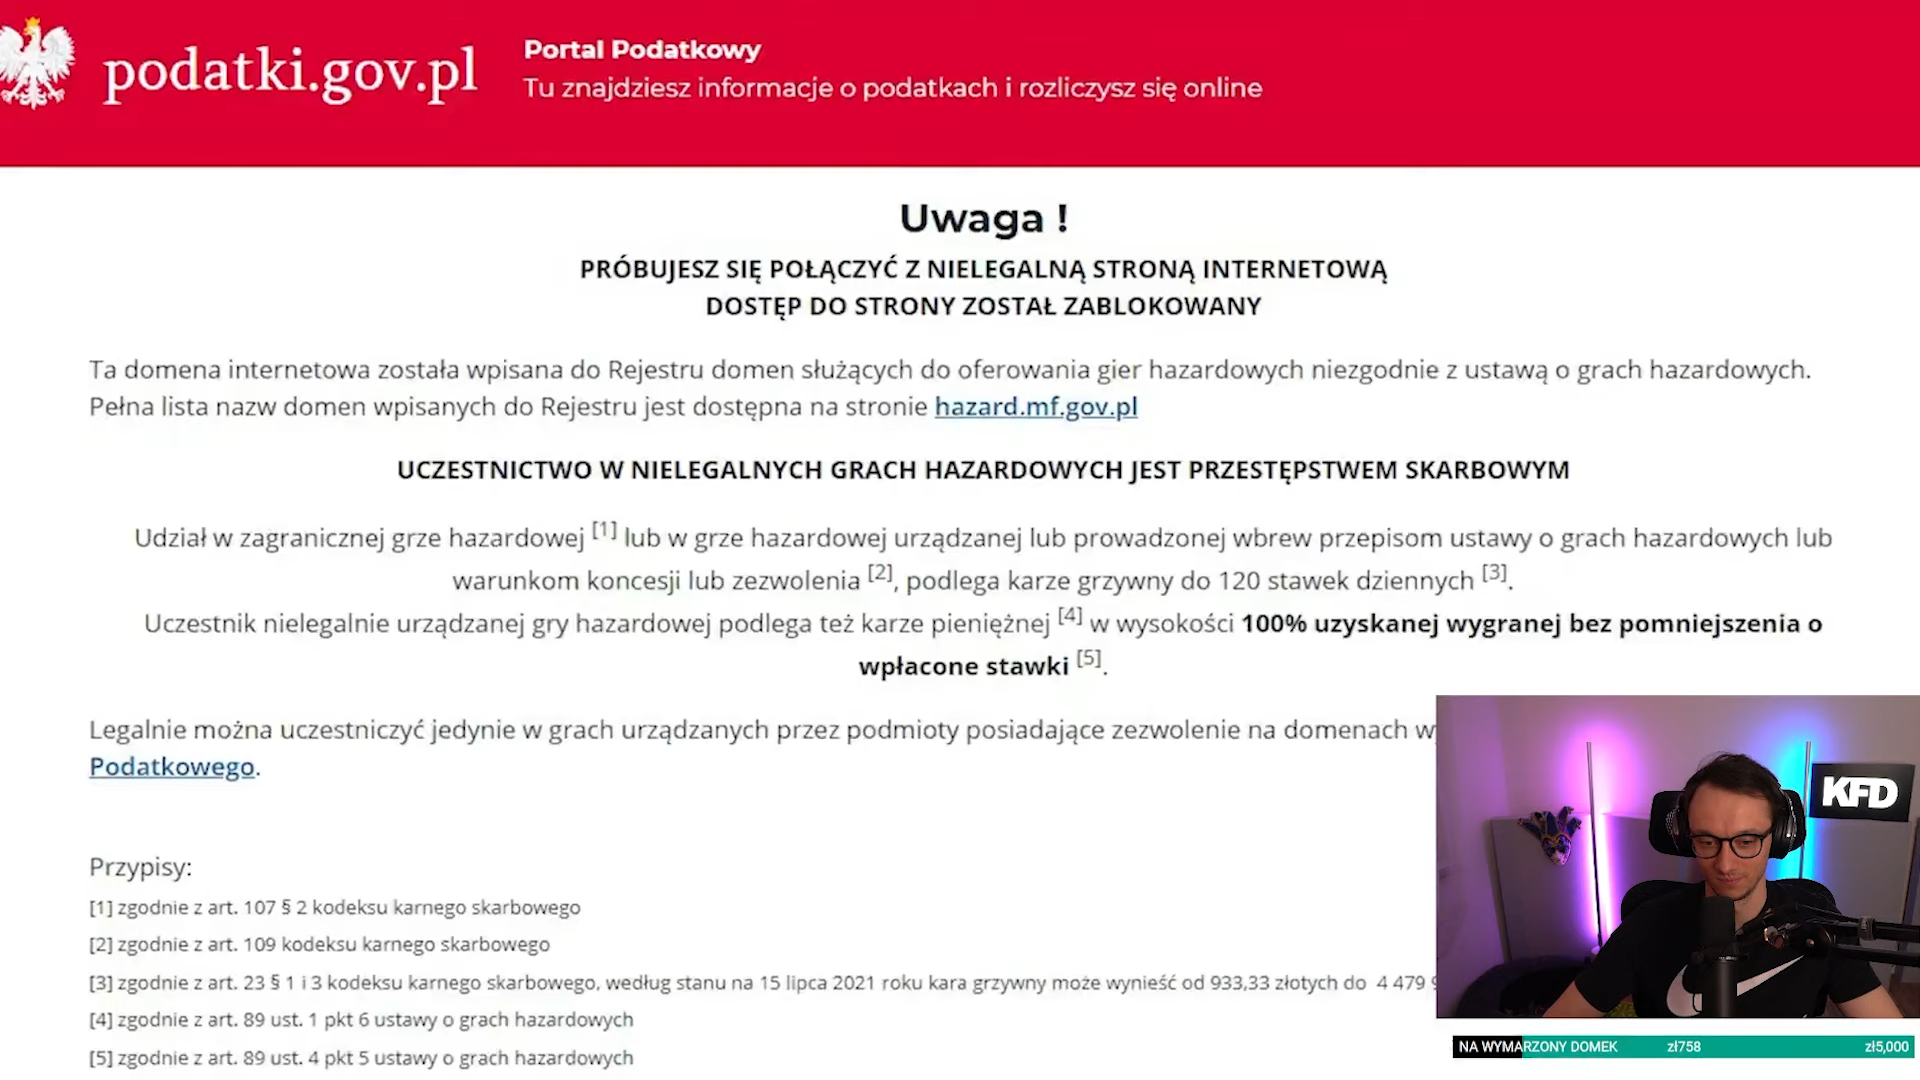 podatki.gov.pl
Portal Podatkowy
Tu znajdziesz informacje o podatkach i rozliczysz się online
Uwaga !
PRÓBUJESZ SIĘ POŁĄCZYĆ Z NIELEGALNĄ STRONĄ INTERNETOWĄ
DOSTĘP DO STRONY ZOSTAŁ ZABLOKOWANY
Ta domena internetowa została wpisana do Rejestru domen służących do oferowania gier hazardowych niezgodnie z ustawą o grach hazardowych.
Pełna lista nazw domen wpisanych do Rejestru jest dostępna na stronie hazard.mf.gov.pl
UCZESTNICTWO W NIELEGALNYCH GRACH HAZARDOWYCH JEST PRZESTĘPSTWEM SKARBOWYM
Udział w zagranicznej grze hazardowej [1] lub w grze hazardowej urządzanej lub prowadzonej wbrew przepisom ustawy o grach hazardowych lub
warunkom koncesji lub zezwolenia [2], podlega karze grzywny do 120 stawek dziennych [3].
Uczestnik nielegalnie urządzanej gry hazardowej podlega też karze pieniężnej [4] w wysokości 100% uzyskanej wygranej bez pomniejszenia o
wpłacone stawki [5].
Legalnie można uczestniczyć jedynie w grach urządzanych przez podmioty posiadające zezwolenie na domenach
Podatkowego.
Przypisy:
[1] zgodnie z art. 107 § 2 kodeksu karnego skarbowego
[2] zgodnie z art. 109 kodeksu karnego skarbowego
[3] zgodnie z art. 23 § 1 i 3 kodeksu karnego skarbowego, według stanu na 15 lipca 2021 roku kara grzywny może wynieść od 933,33 złotych do 4 479
[4] zgodnie z art. 89 ust. 1 pkt 6 ustawy o grach hazardowych
[5] zgodnie z art. 89 ust. 4 pkt 5 ustawy o grach hazardowych
KFD
NA WYMARZONY DOMEK zł758 zł5,000